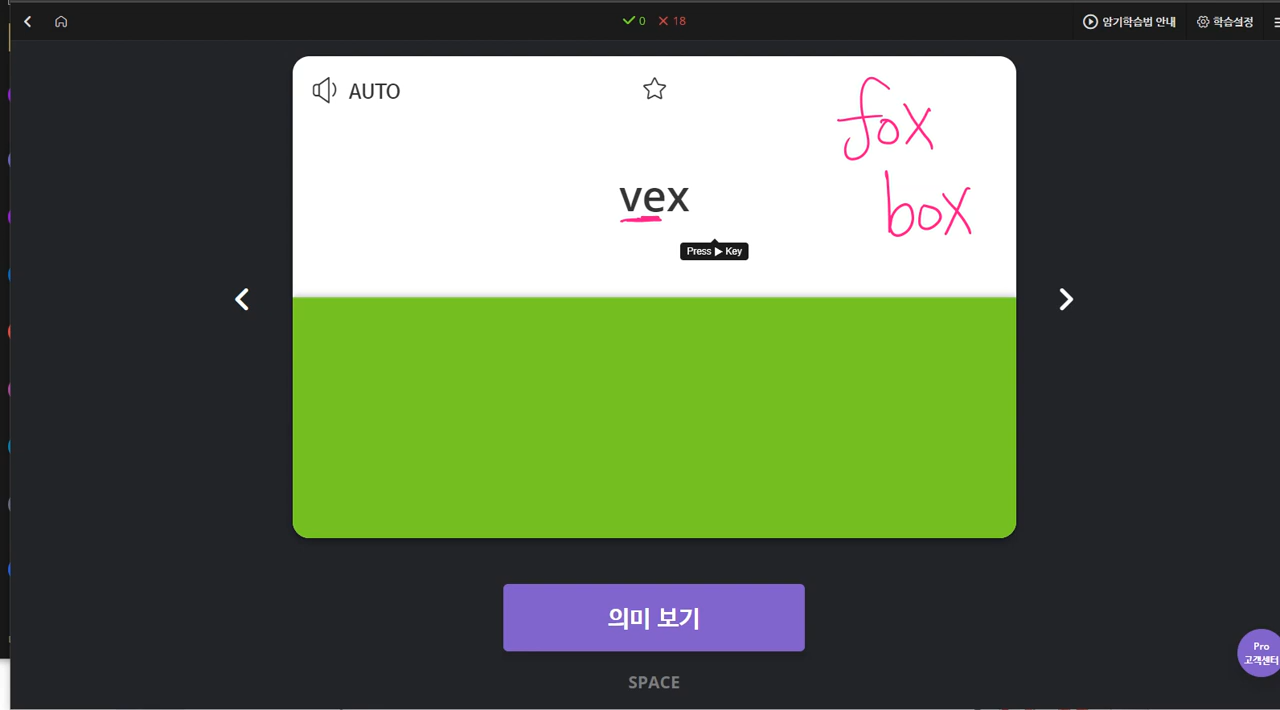 0 18 암기학습법 안내 학습설정
AUTO
fox
vex
box
Press Key
의미 보기
SPACE
Pro
고객센터